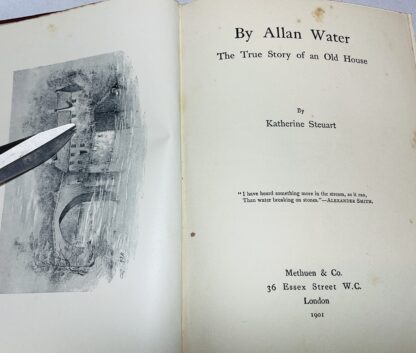 By Allan Water
The True Story of an Old House
By
Katherine Steuart
"I have heard something more in the stream, as it ran,
Than water breaking on stones."—ALEXANDER SMITH.
Methuen & Co.
36 Essex Street W.C.
London
1901